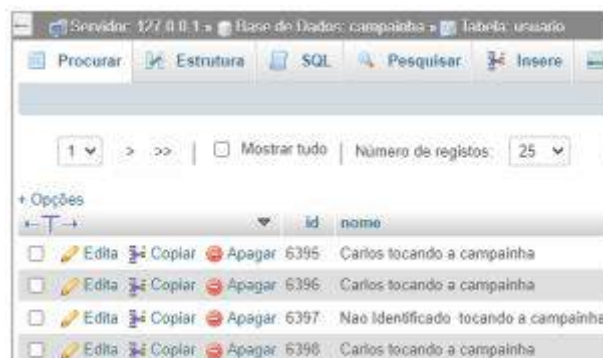 Servidor: 127.0.0.1 » Base de Dados: campainha » Tabela: usuario
Procurar Estrutura SQL Pesquisar Insere
1 > >> | Mostrar tudo | Número de registos: 25
+ Opções
←T→ id nome
Edita Copiar Apagar 6395 Carlos tocando a campainha
Edita Copiar Apagar 6396 Carlos tocando a campainha
Edita Copiar Apagar 6397 Nao Identificado tocando a campainha
Edita Copiar Apagar 6398 Carlos tocando a campainha